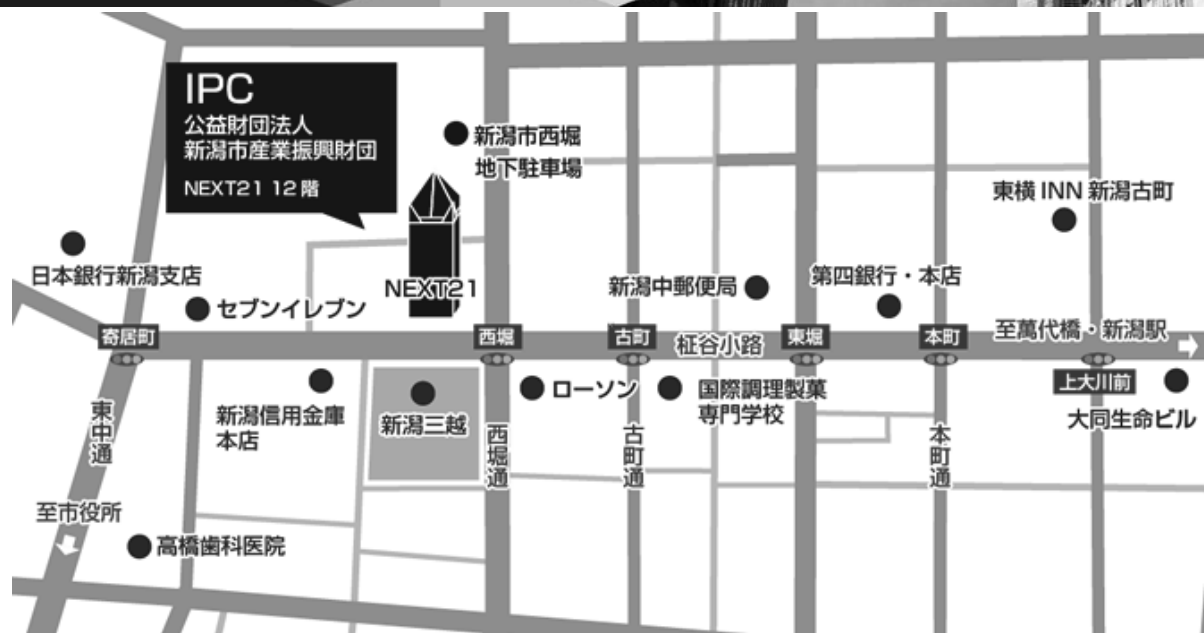 IPC
公益財団法人
新潟市産業振興財団
NEXT21 12階
新潟市西堀
地下駐車場
東横 INN 新潟古町
日本銀行新潟支店
セブンイレブン
NEXT21
新潟中郵便局
第四銀行・本店
寄居町
西堀
古町
柾谷小路
東堀
本町
至萬代橋・新潟駅
上大川前
新潟信用金庫
本店
新潟三越
ローソン
国際調理製菓
専門学校
大同生命ビル
東中通
西堀通
古町通
本町通
至市役所
高橋歯科医院